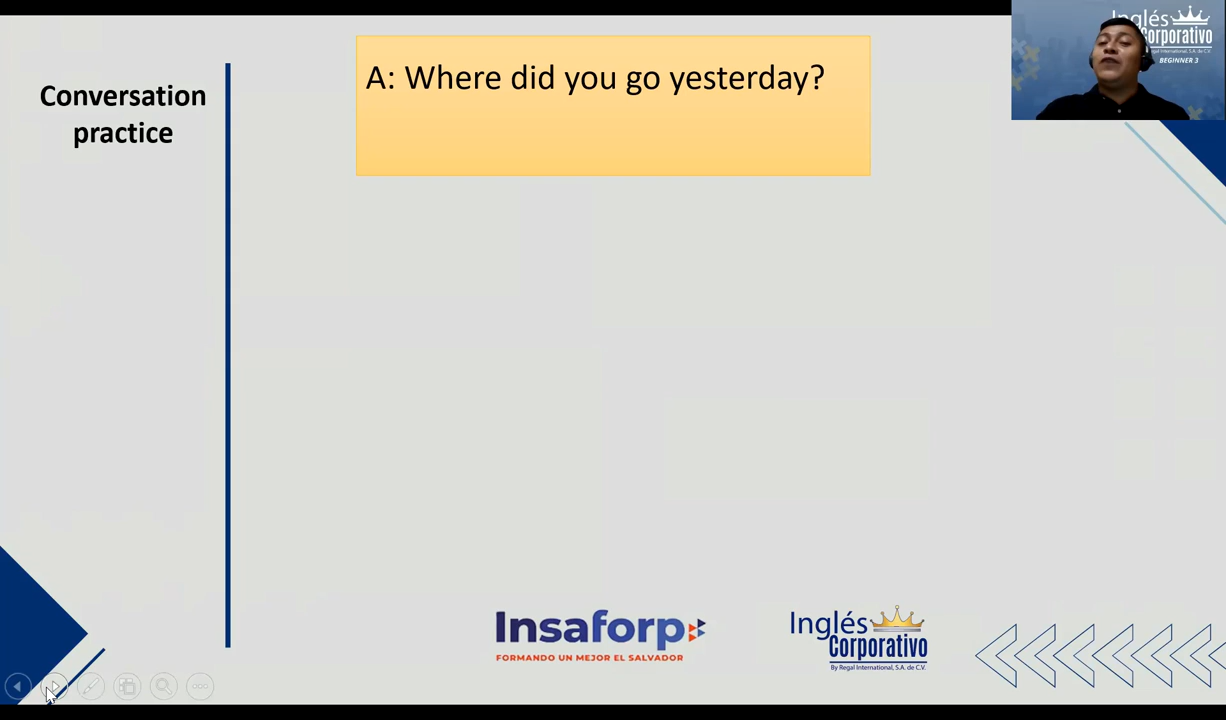 Conversation
practice
A: Where did you go yesterday?
Inglés
Corporativo
By Regal International, S.A. de C.V.
BEGINNER 3
Insaforp
FORMANDO UN MEJOR EL SALVADOR
Inglés
Corporativo
By Regal International, S.A. de C.V.